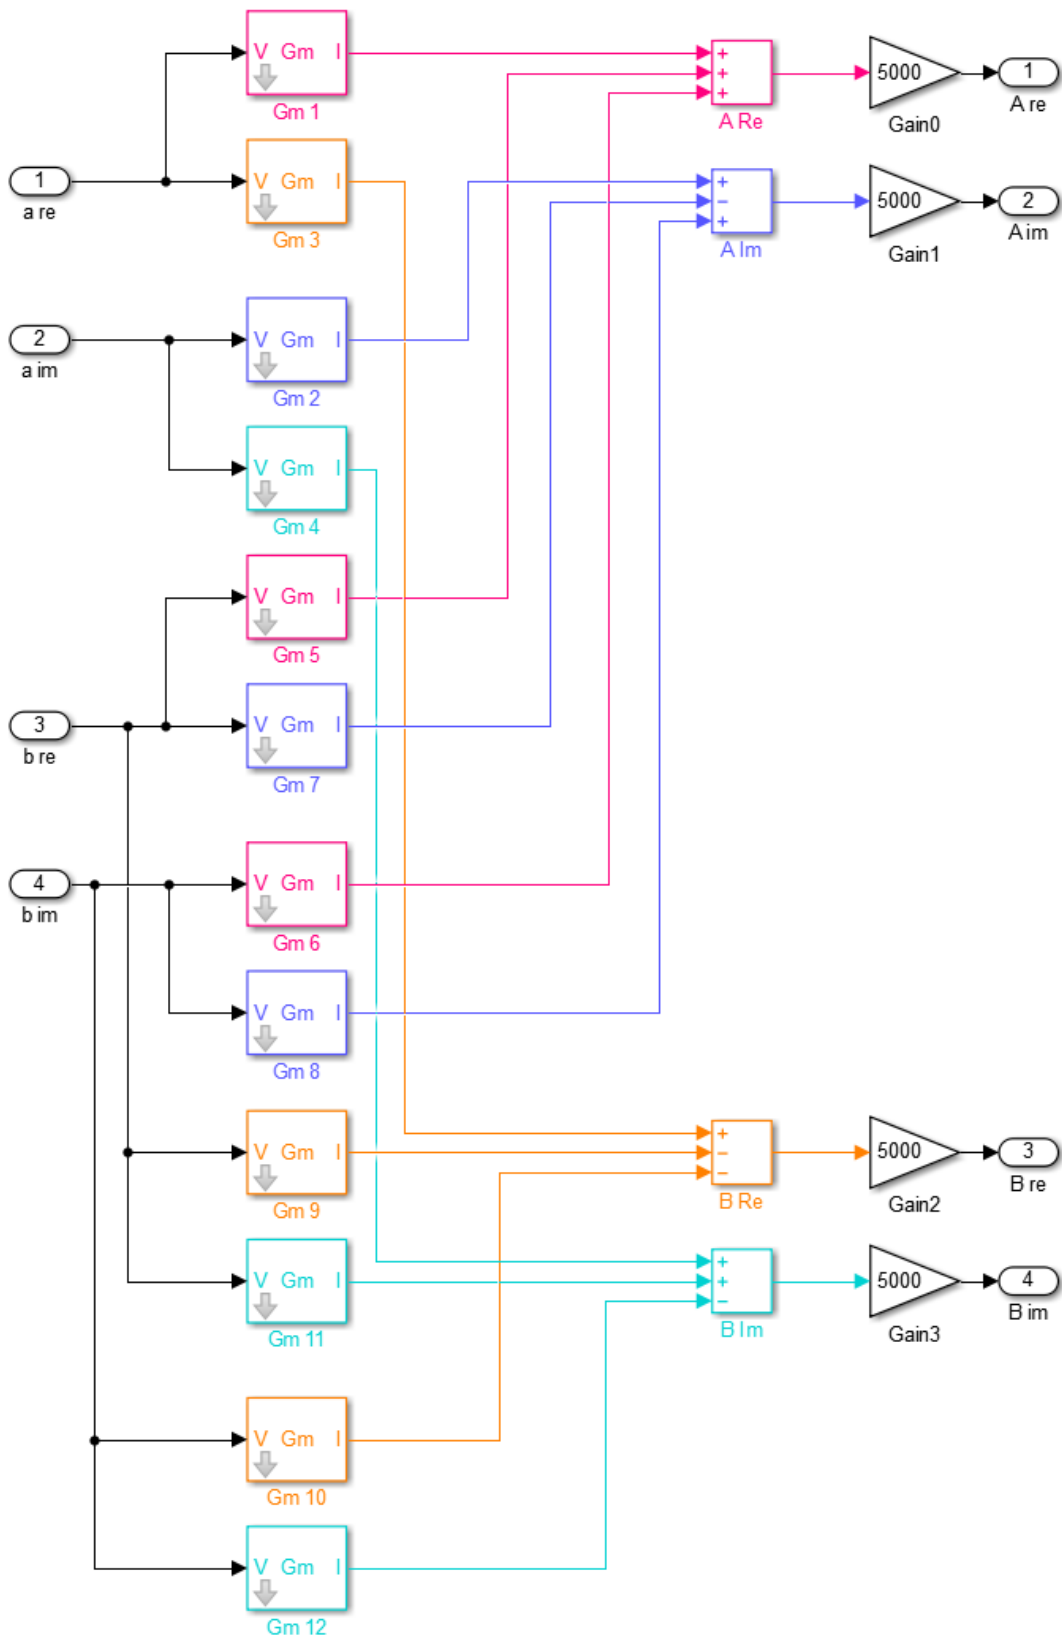 V Gm I
Gm 1
+
+
+
A Re
5000
Gain0
1
A re
1
a re
V Gm I
Gm 3
+
−
+
A Im
5000
Gain1
2
A im
2
a im
V Gm I
Gm 2
V Gm I
Gm 4
V Gm I
Gm 5
3
b re
V Gm I
Gm 7
4
b im
V Gm I
Gm 6
V Gm I
Gm 8
V Gm I
Gm 9
+
−
−
B Re
5000
Gain2
3
B re
V Gm I
Gm 11
+
+
−
B Im
5000
Gain3
4
B im
V Gm I
Gm 10
V Gm I
Gm 12